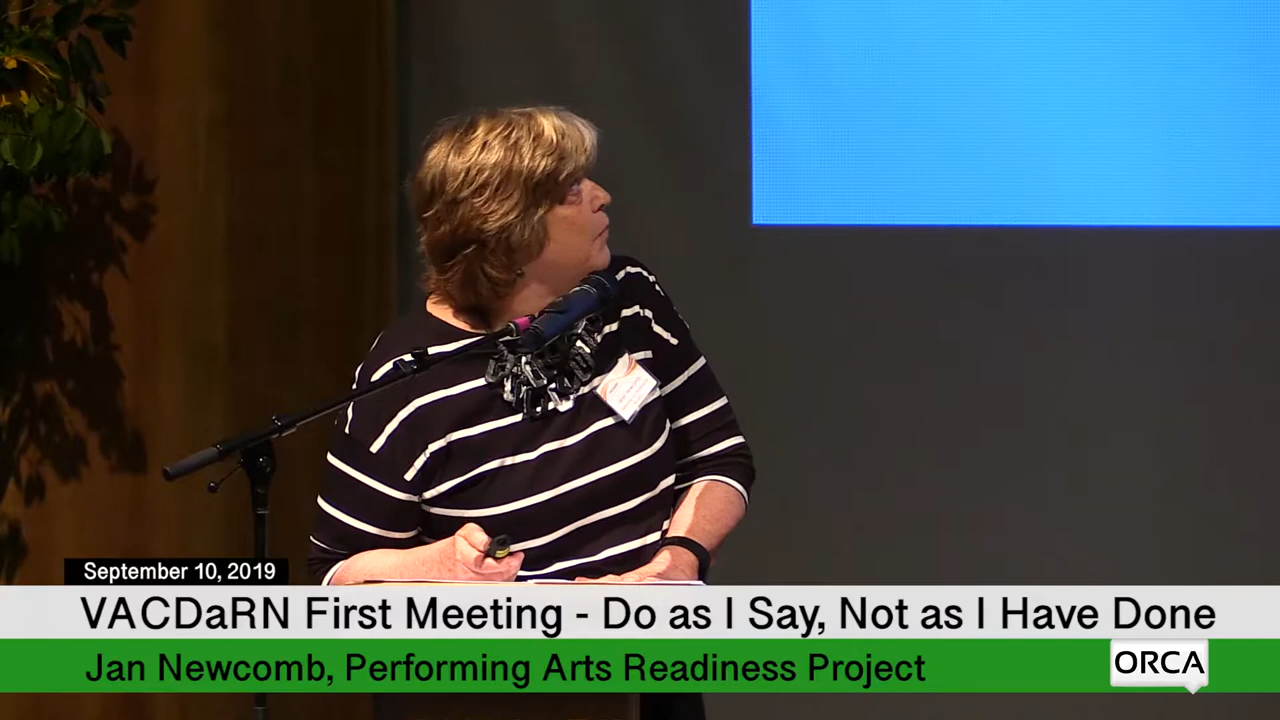 September 10, 2019
VACDaRN First Meeting - Do as I Say, Not as I Have Done
Jan Newcomb, Performing Arts Readiness Project
ORCA